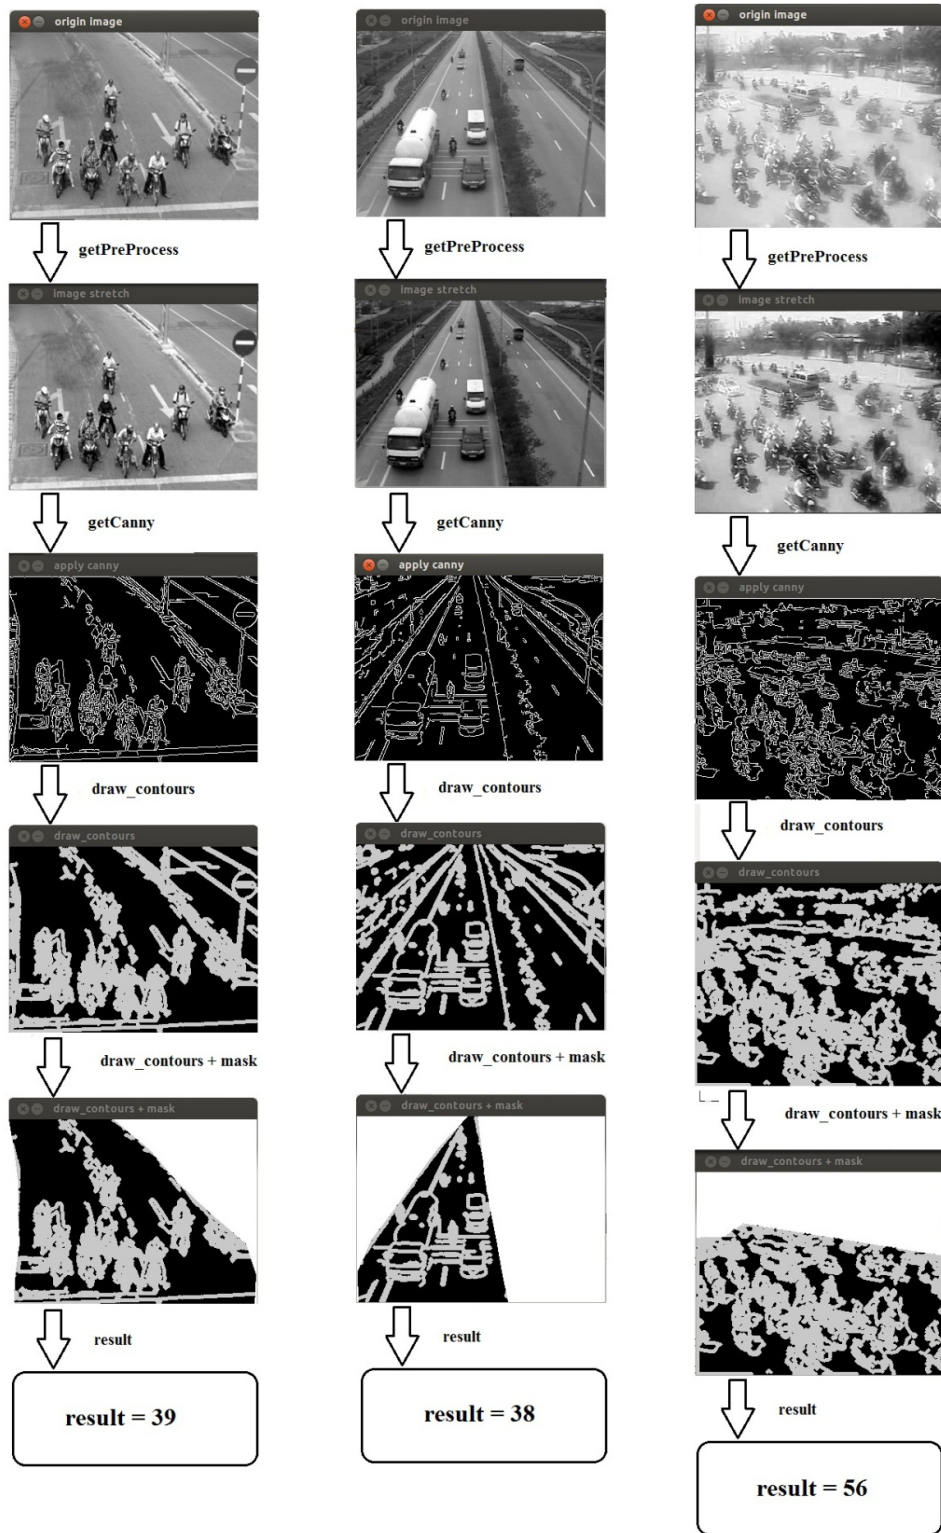 origin image
getPreProcess
image stretch
getCanny
apply canny
draw_contours
draw_contours
draw_contours + mask
draw_contours + mask
result
result = 39
origin image
getPreProcess
image stretch
getCanny
apply canny
draw_contours
draw_contours
draw_contours + mask
draw_contours + mask
result
result = 38
origin image
getPreProcess
image stretch
getCanny
apply canny
draw_contours
draw_contours
draw_contours + mask
draw_contours + mask
result
result = 56